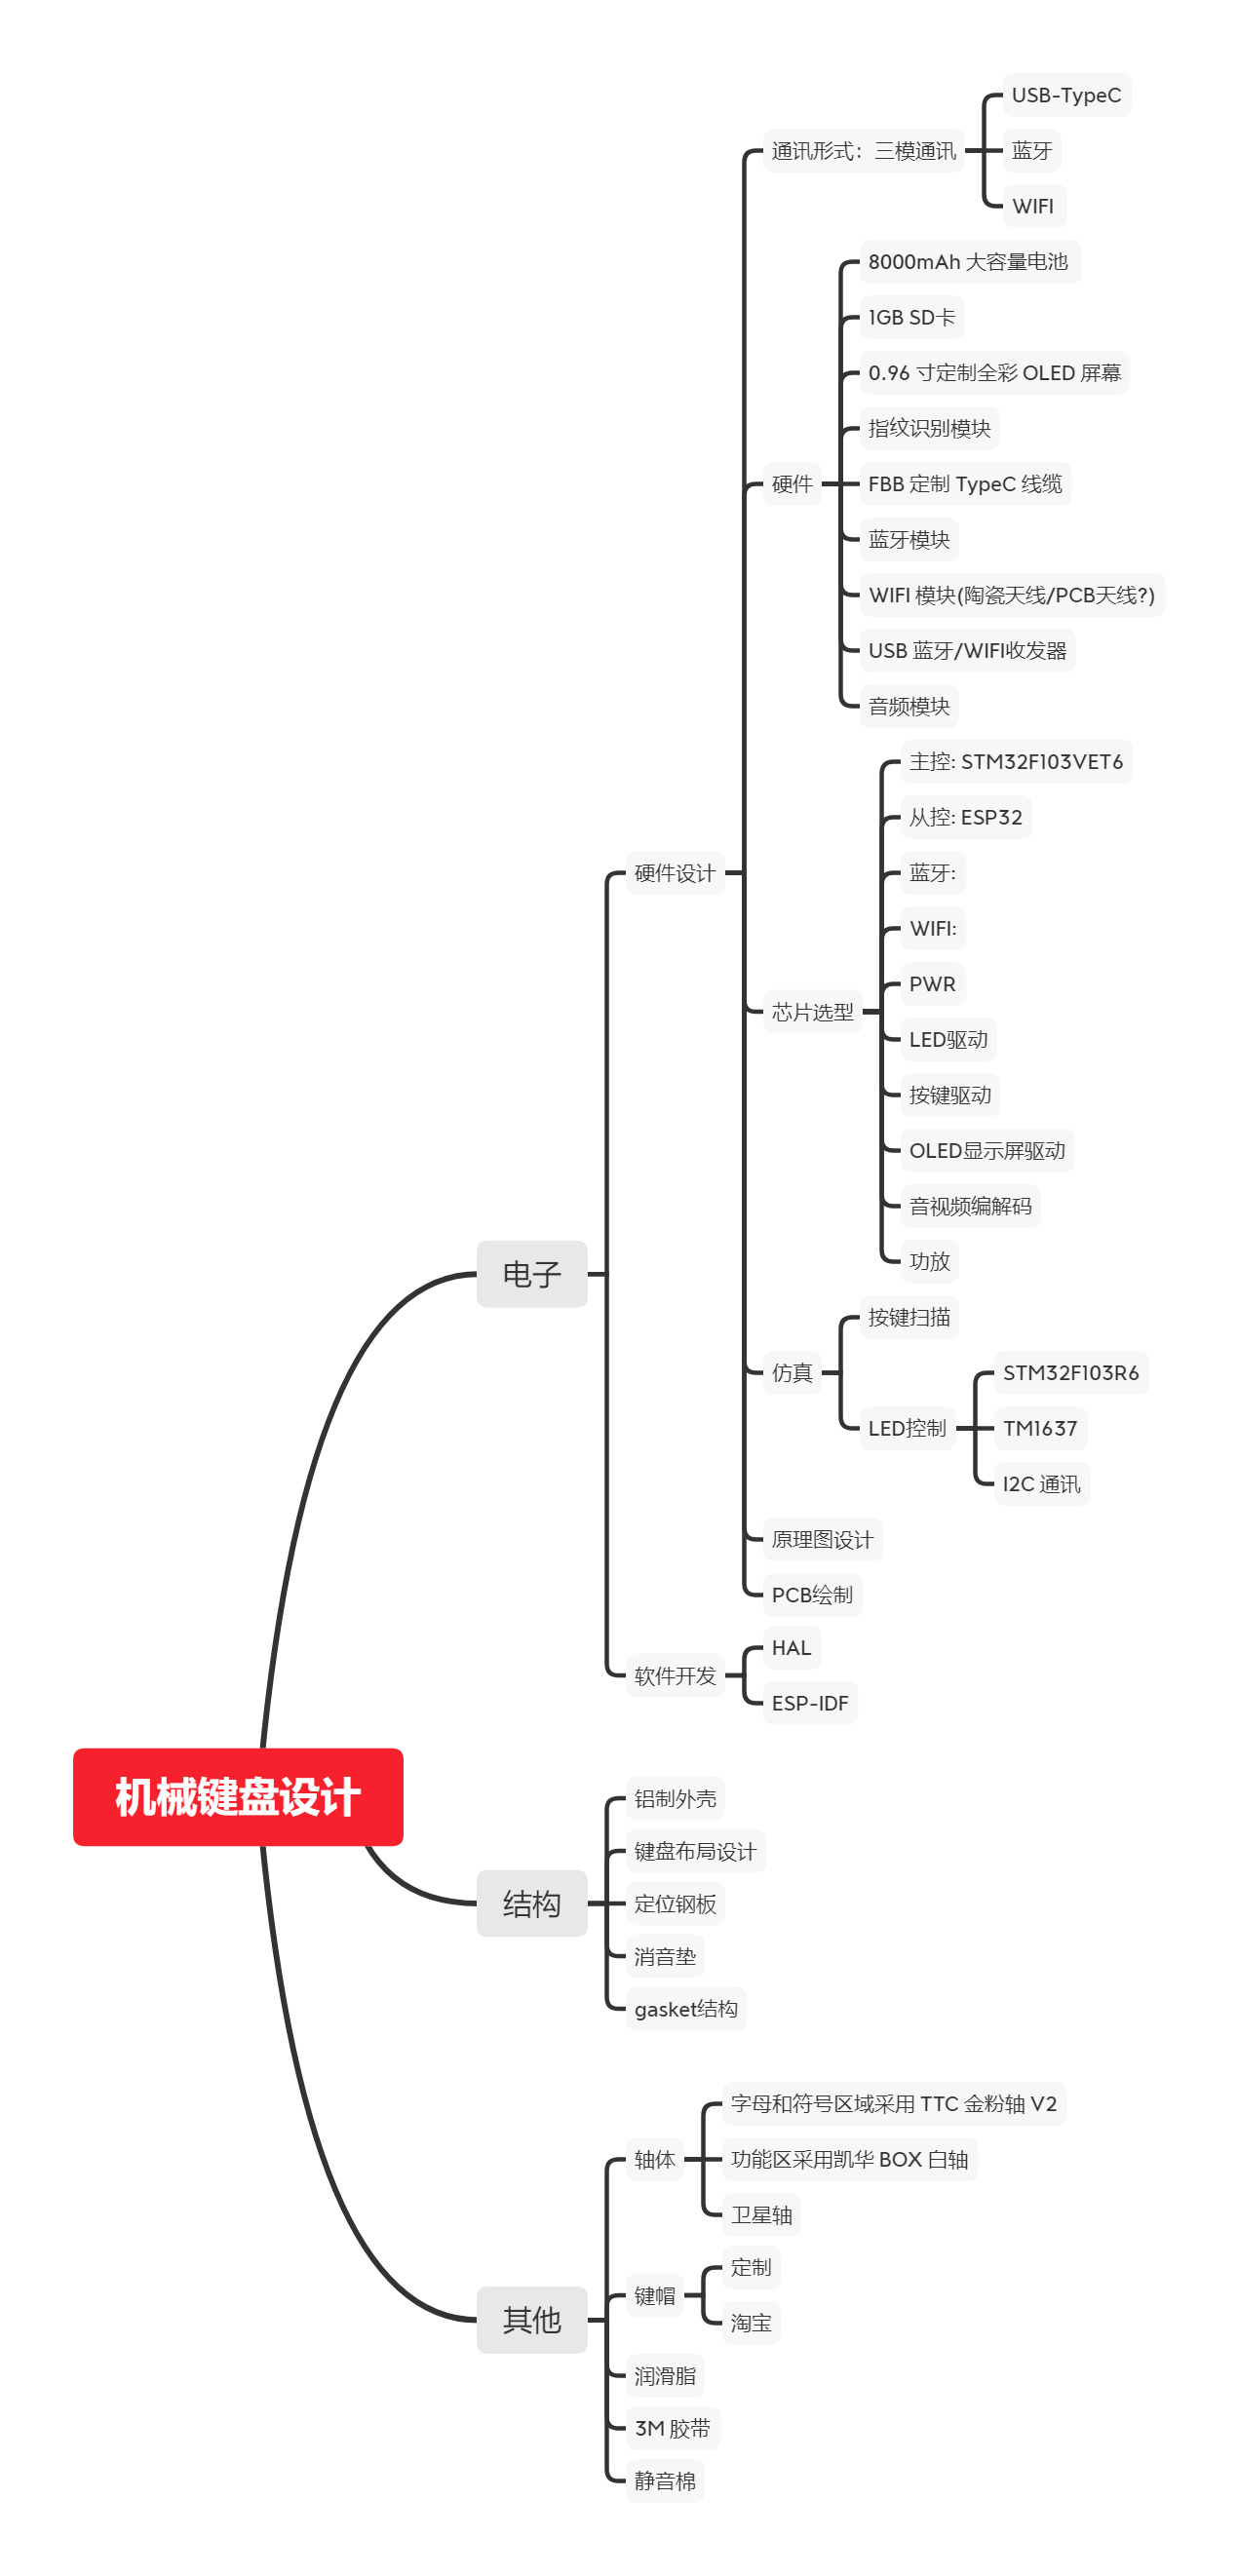 机械键盘设计
电子
硬件设计
通讯形式：三模通讯
USB-TypeC
蓝牙
WIFI
硬件
8000mAh 大容量电池
1GB SD卡
0.96 寸定制全彩 OLED 屏幕
指纹识别模块
FBB 定制 TypeC 线缆
蓝牙模块
WIFI 模块(陶瓷天线/PCB天线?)
USB 蓝牙/WIFI收发器
音频模块
芯片选型
主控: STM32F103VET6
从控: ESP32
蓝牙:
WIFI:
PWR
LED驱动
按键驱动
OLED显示屏驱动
音视频编解码
功放
仿真
按键扫描
LED控制
STM32F103R6
TM1637
I2C 通讯
原理图设计
PCB绘制
软件开发
HAL
ESP-IDF
结构
铝制外壳
键盘布局设计
定位钢板
消音垫
gasket结构
其他
轴体
字母和符号区域采用 TTC 金粉轴 V2
功能区采用凯华 BOX 白轴
卫星轴
键帽
定制
淘宝
润滑脂
3M 胶带
静音棉